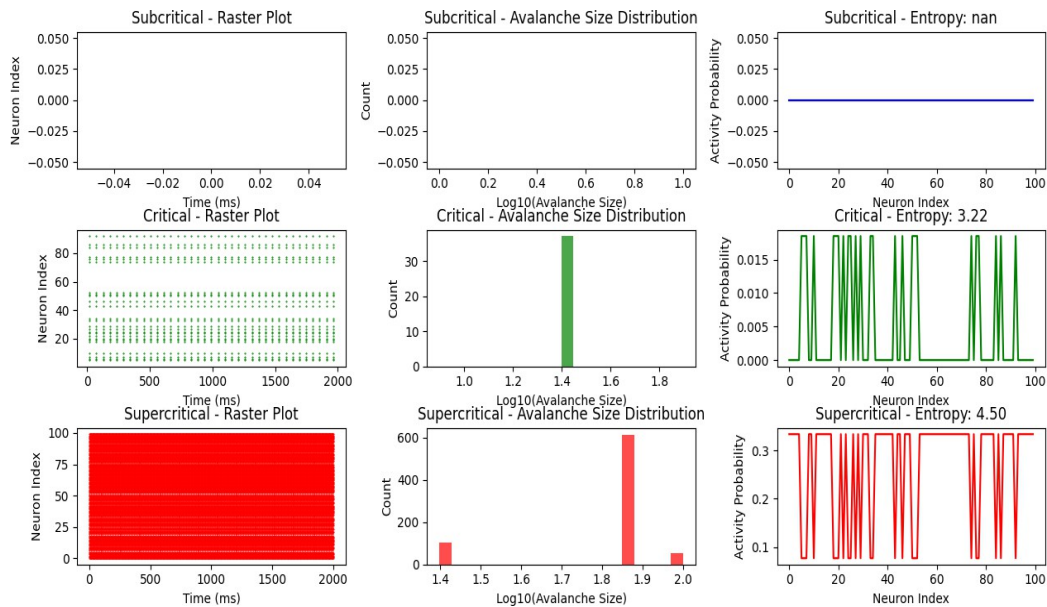 Subcritical - Raster Plot
Neuron Index
0.050
0.025
0.000
−0.025
−0.050
−0.04 −0.02 0.00 0.02 0.04
Time (ms)
Subcritical - Avalanche Size Distribution
Count
0.050
0.025
0.000
−0.025
−0.050
0.0 0.2 0.4 0.6 0.8 1.0
Log10(Avalanche Size)
Subcritical - Entropy: nan
Activity Probability
0.050
0.025
0.000
−0.025
−0.050
0 20 40 60 80 100
Neuron Index
Critical - Raster Plot
Neuron Index
80
60
40
20
0 500 1000 1500 2000
Time (ms)
Critical - Avalanche Size Distribution
Count
30
20
10
0
1.0 1.2 1.4 1.6 1.8
Log10(Avalanche Size)
Critical - Entropy: 3.22
Activity Probability
0.015
0.010
0.005
0.000
0 20 40 60 80 100
Neuron Index
Supercritical - Raster Plot
Neuron Index
100
75
50
25
0
0 500 1000 1500 2000
Time (ms)
Supercritical - Avalanche Size Distribution
Count
600
400
200
0
1.4 1.5 1.6 1.7 1.8 1.9 2.0
Log10(Avalanche Size)
Supercritical - Entropy: 4.50
Activity Probability
0.3
0.2
0.1
0 20 40 60 80 100
Neuron Index